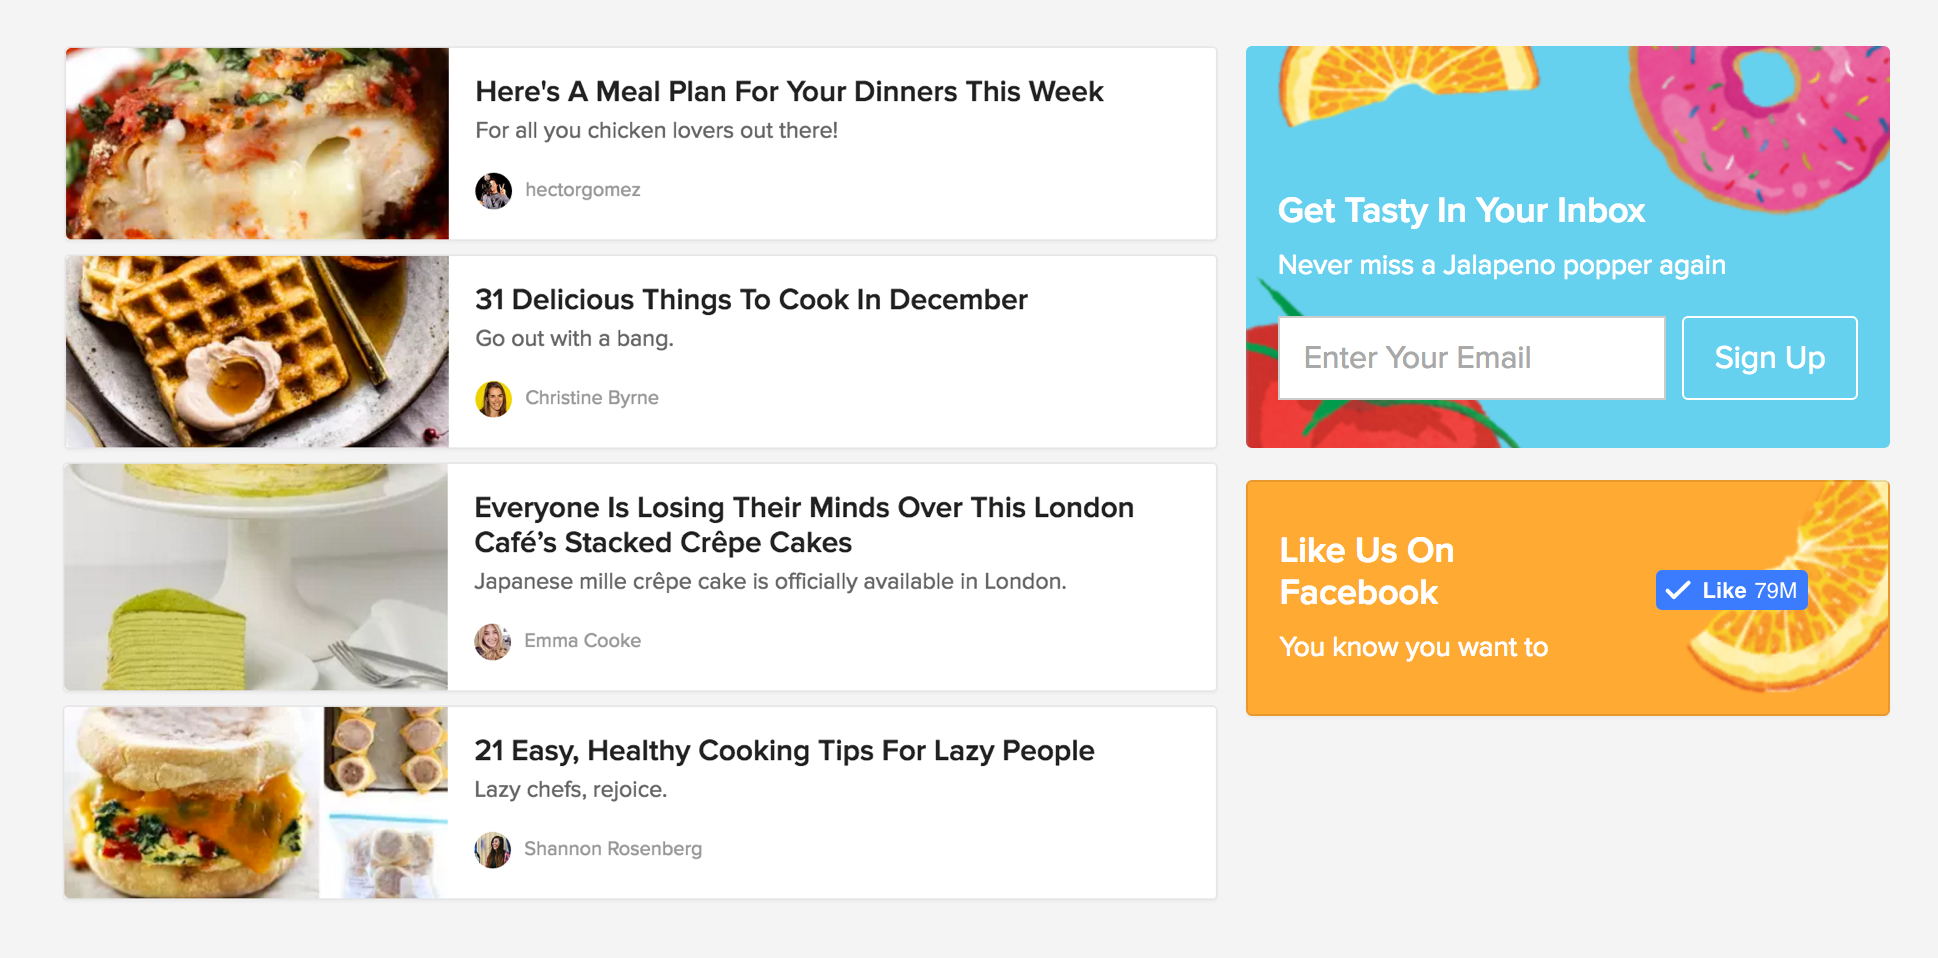 Here's A Meal Plan For Your Dinners This Week
For all you chicken lovers out there!
hectorgomez
31 Delicious Things To Cook In December
Go out with a bang.
Christine Byrne
Everyone Is Losing Their Minds Over This London
Café’s Stacked Crêpe Cakes
Japanese mille crêpe cake is officially available in London.
Emma Cooke
21 Easy, Healthy Cooking Tips For Lazy People
Lazy chefs, rejoice.
Shannon Rosenberg
Get Tasty In Your Inbox
Never miss a Jalapeno popper again
Enter Your Email
Sign Up
Like Us On
Facebook
You know you want to
Like 79M